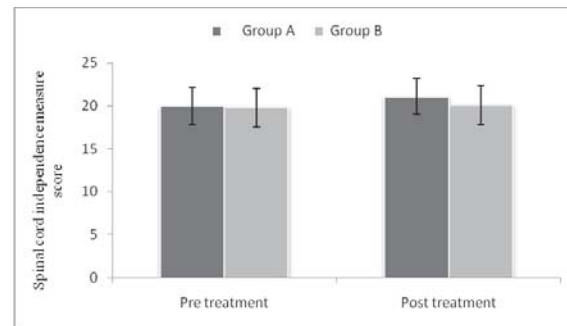 Group A Group B
Spinal cord independence measure
score
25
20
15
10
5
0
Pre treatment Post treatment